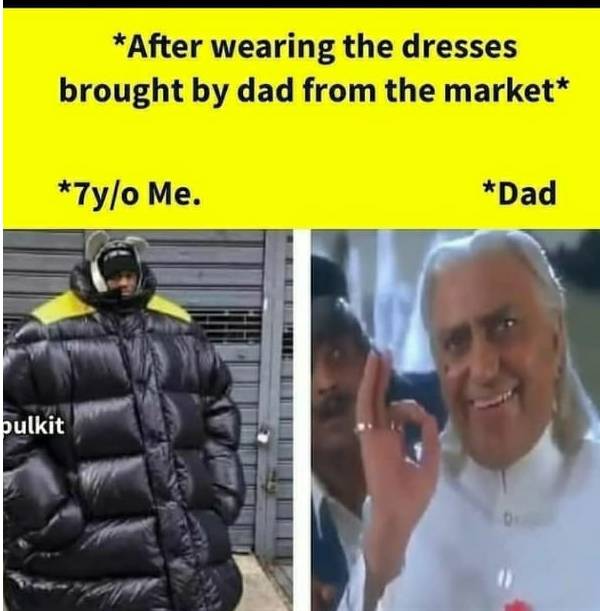 *After wearing the dresses
brought by dad from the market*
*7y/o Me.
*Dad
pulkit